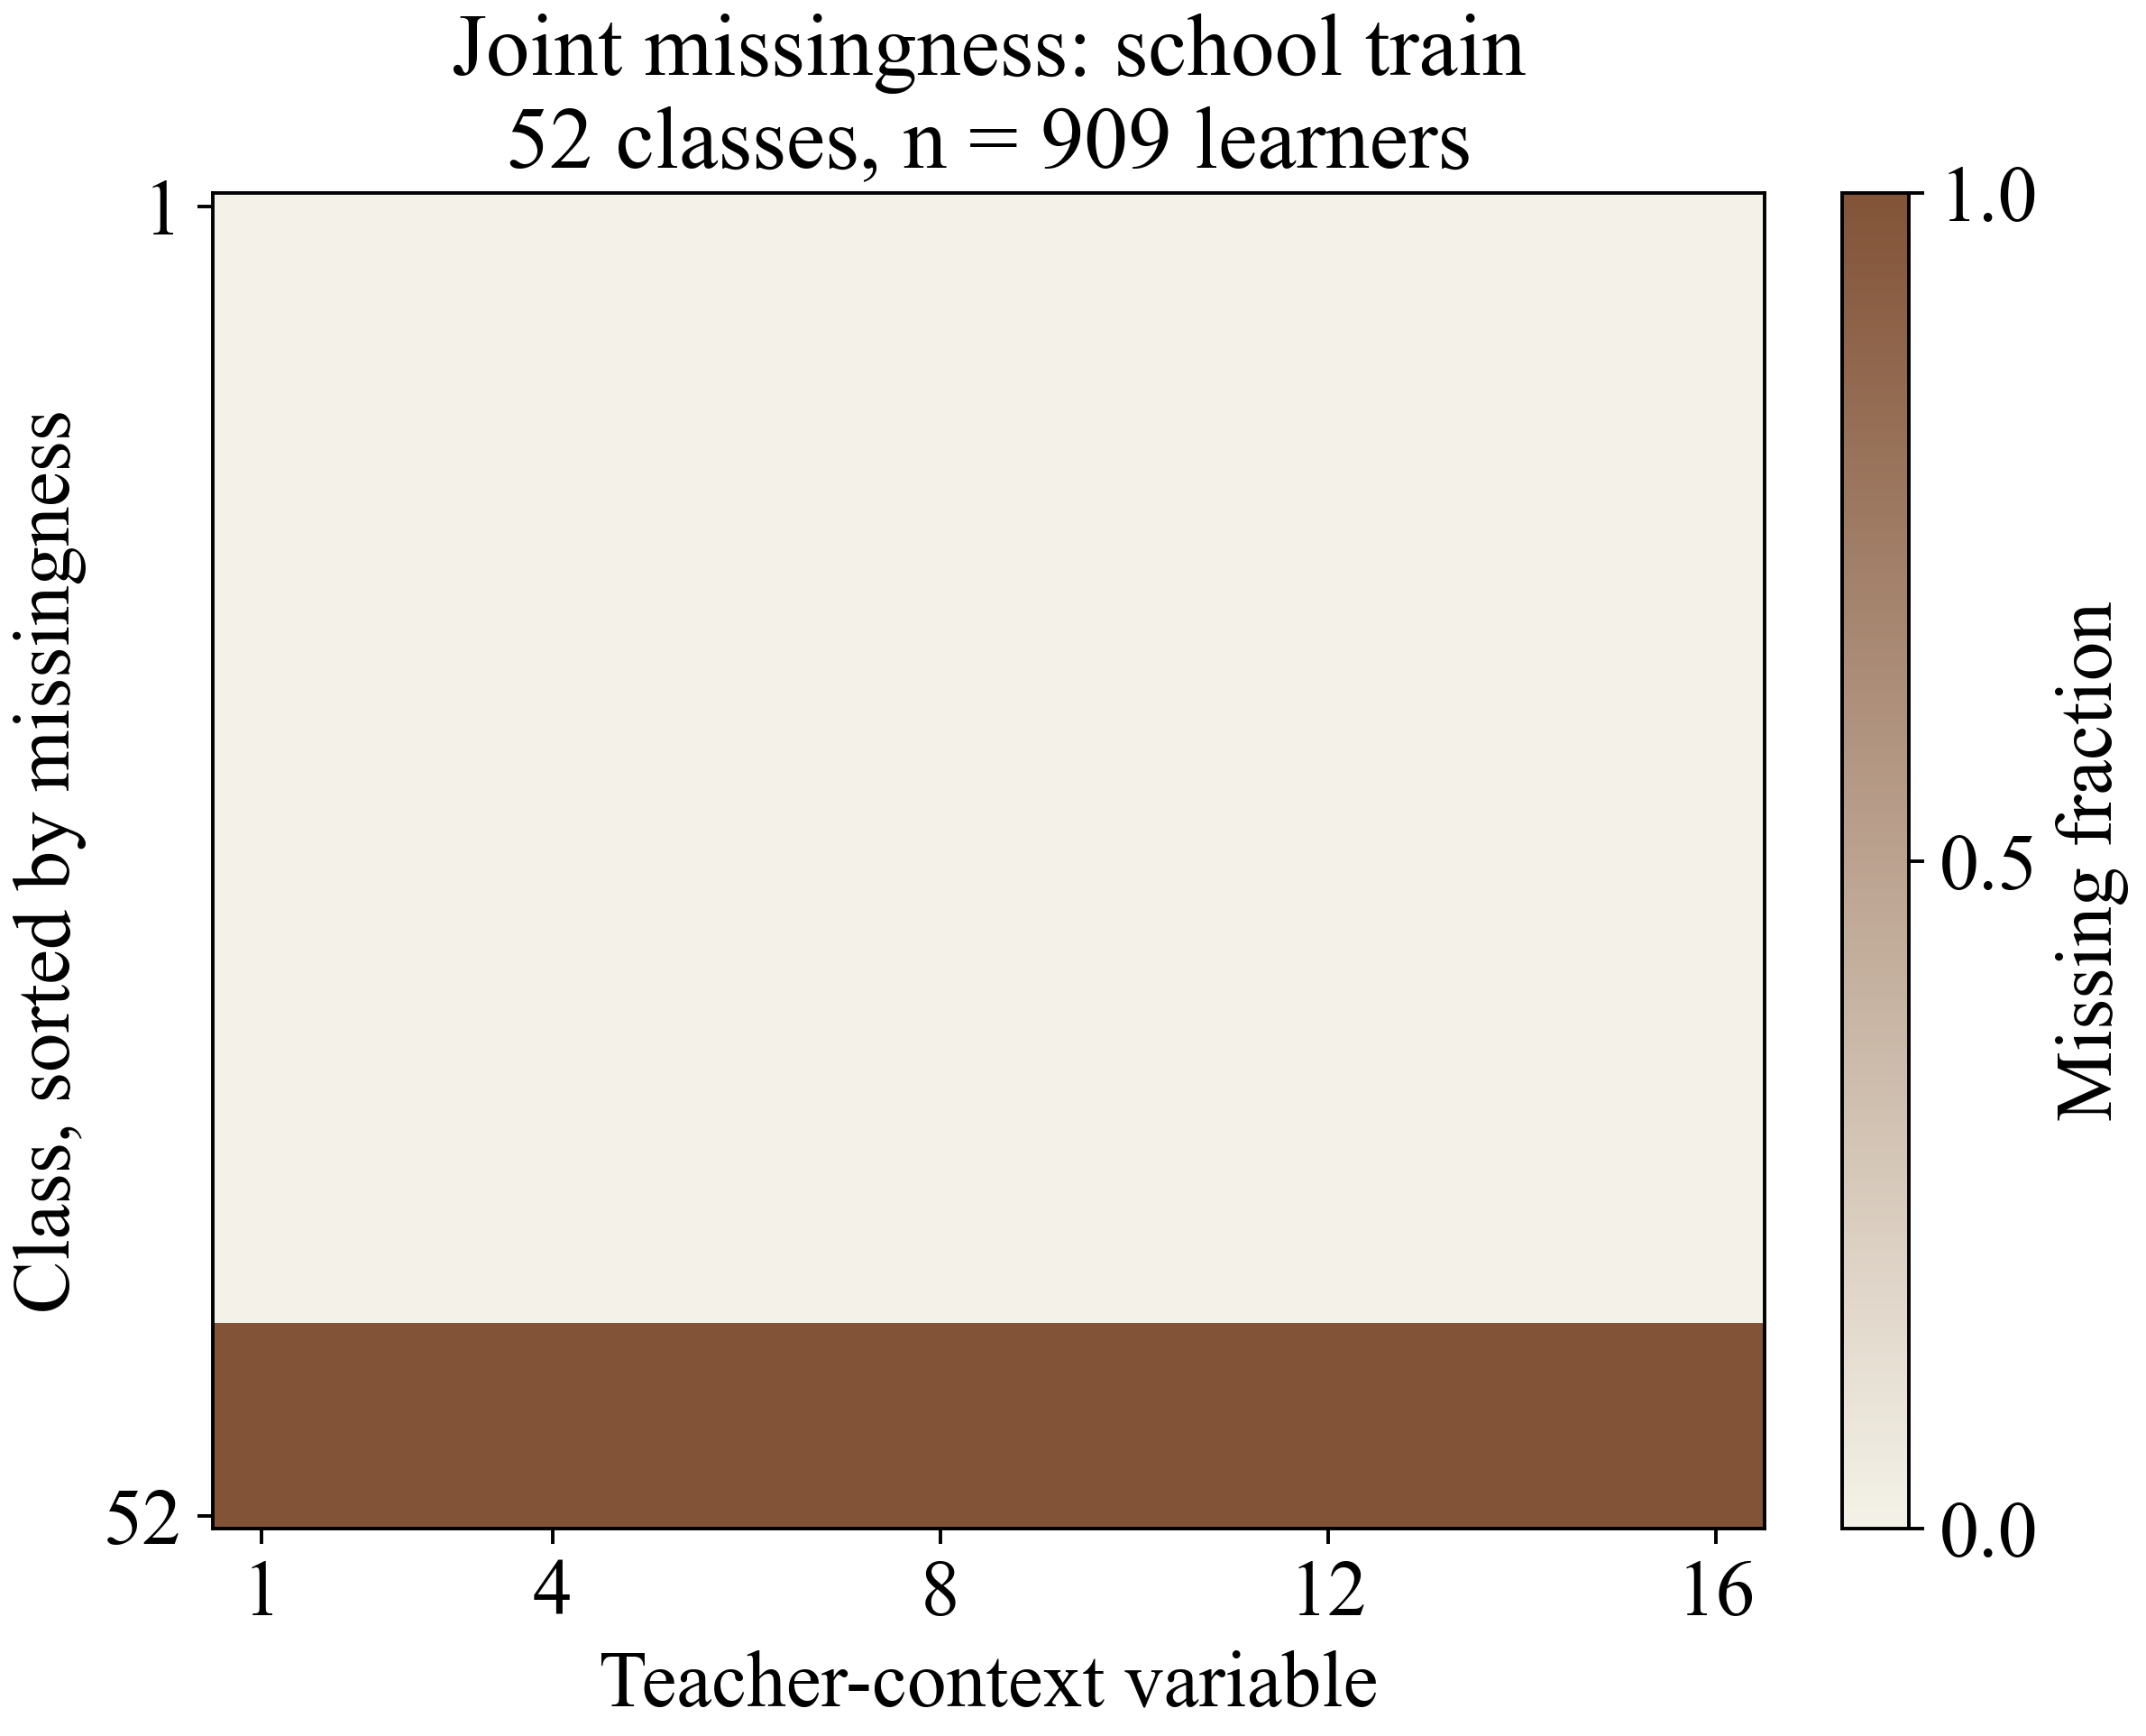 Joint missingness: school train
52 classes, n = 909 learners
Class, sorted by missingness
1
52
1
4
8
12
16
Teacher-context variable
1.0
0.5
0.0
Missing fraction